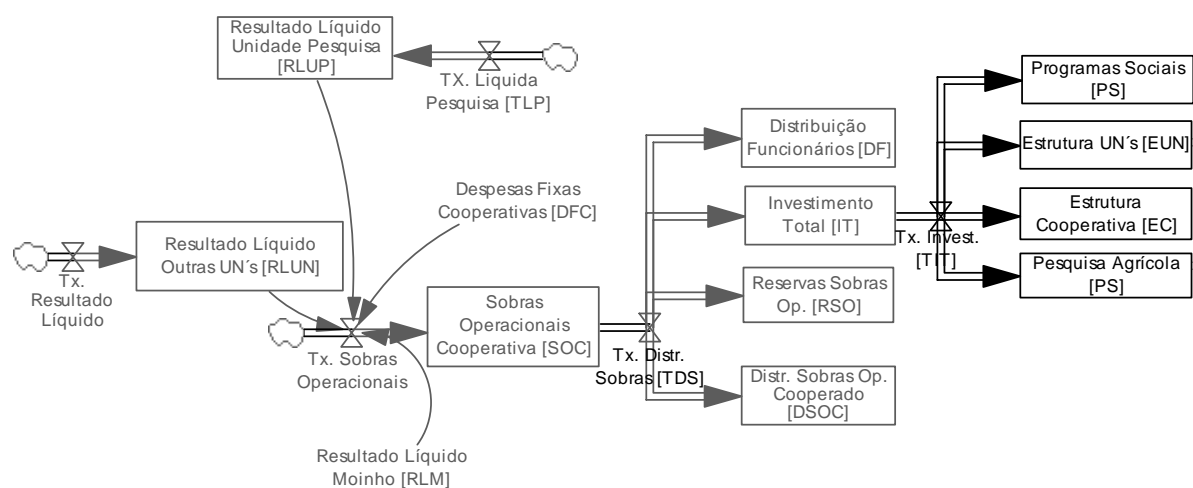 Resultado Líquido
Unidade Pesquisa
[RLUP]
TX. Liquida
Pesquisa [TLP]
Programas Sociais
[PS]
Distribuição
Funcionários [DF]
Estrutura UN´s [EUN]
Despesas Fixas
Cooperativas [DFC]
Investimento
Total [IT]
Estrutura
Cooperativa [EC]
Tx. Invest.
[TIT]
Resultado Líquido
Outras UN´s [RLUN]
Tx.
Resultado
Líquido
Pesquisa Agrícola
[PS]
Reservas Sobras
Op. [RSO]
Sobras
Operacionais
Cooperativa [SOC]
Tx. Sobras
Operacionais
Tx. Distr.
Sobras [TDS]
Distr. Sobras Op.
Cooperado
[DSOC]
Resultado Líquido
Moinho [RLM]